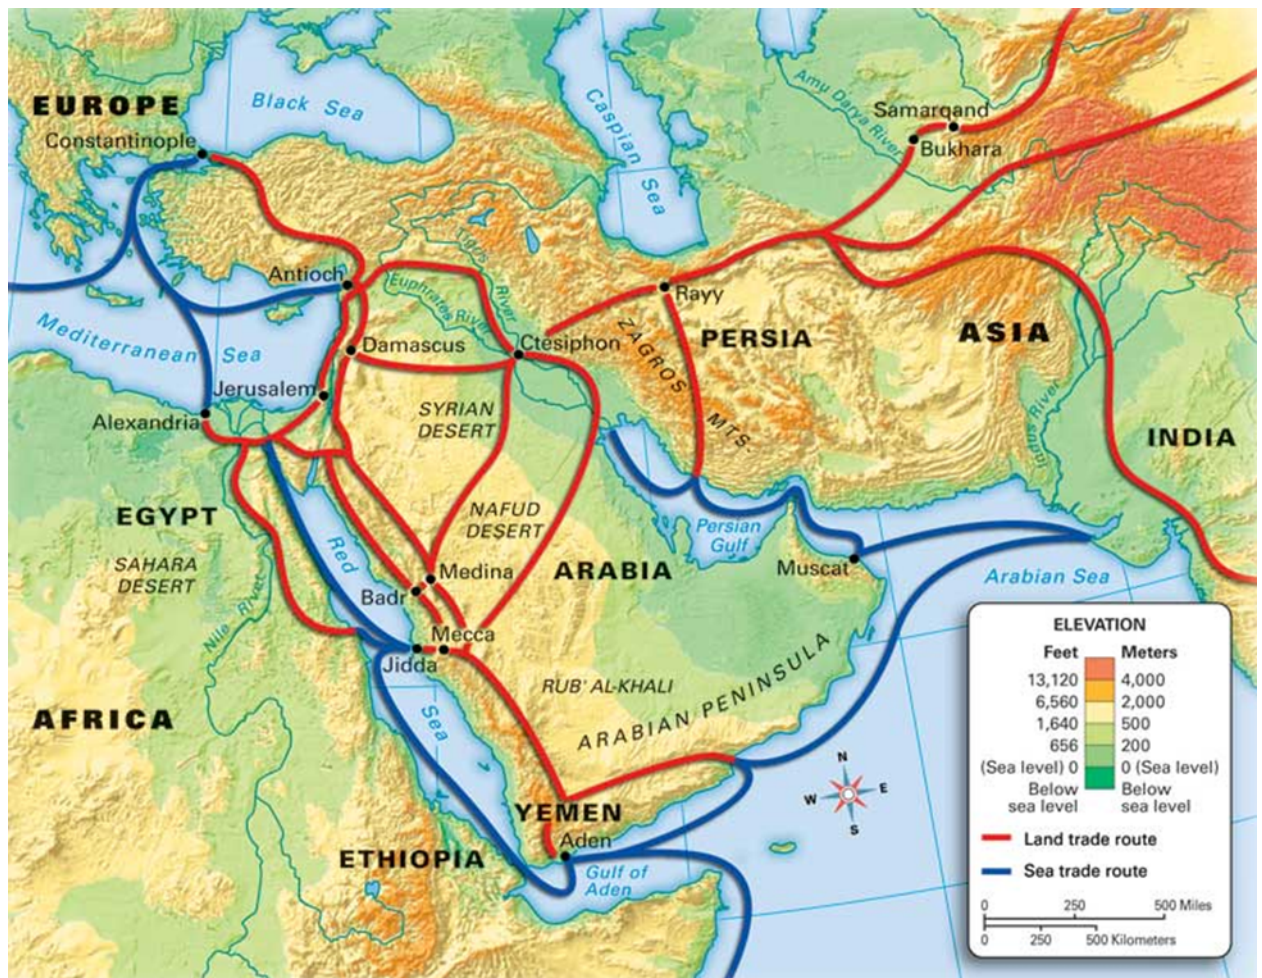 EUROPE
Constantinople
Black Sea
Caspian
Sea
Amu Darya River
Samarqand
Bukhara
Antioch
Tigris
River
Euphrates River
Rayy
Mediterranean Sea
Damascus
Ctesiphon
ZAGROS
MTS.
PERSIA
ASIA
Jerusalem
Alexandria
SYRIAN
DESERT
Indus River
INDIA
EGYPT
NAFUD
DESERT
Persian
Gulf
SAHARA
DESERT
Red
Sea
Medina
Badr
ARABIA
Muscat
Arabian Sea
Nile River
Mecca
Jidda
RUB' AL-KHALI
ARABIAN PENINSULA
AFRICA
YEMEN
Aden
ETHIOPIA
Gulf of
Aden
N
W
E
S
ELEVATION
Feet Meters
13,120 4,000
6,560 2,000
1,640 500
656 200
(Sea level) 0 0 (Sea level)
Below Below
sea level sea level
Land trade route
Sea trade route
0 250 500 Miles
0 250 500 Kilometers